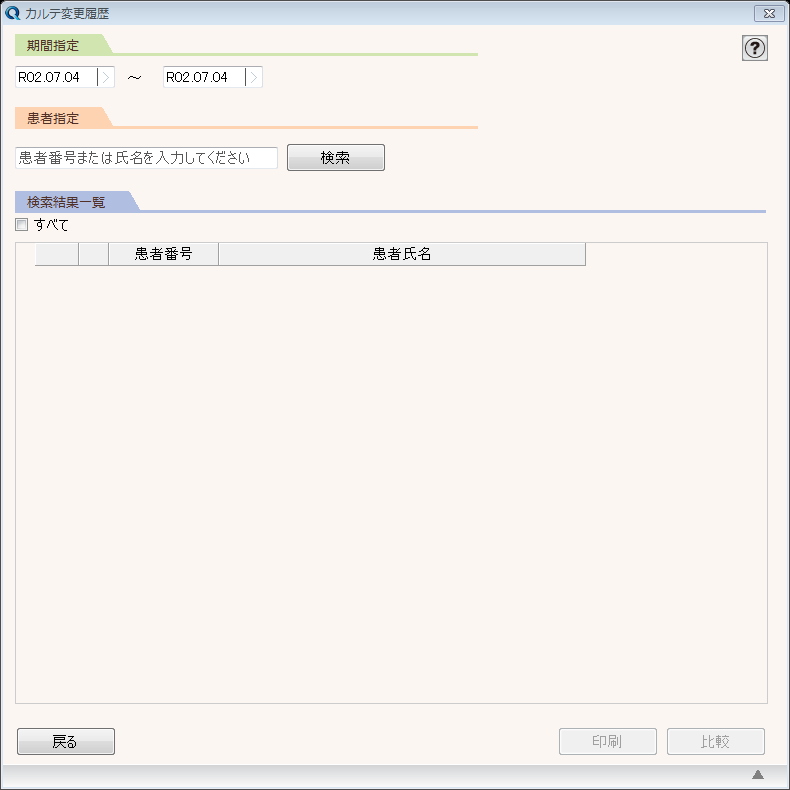 カルテ変更履歴
期間指定
?
R02.07.04 ～ R02.07.04
患者指定
患者番号または氏名を入力してください 検索
検索結果一覧
すべて
患者番号 患者氏名
戻る 印刷 比較